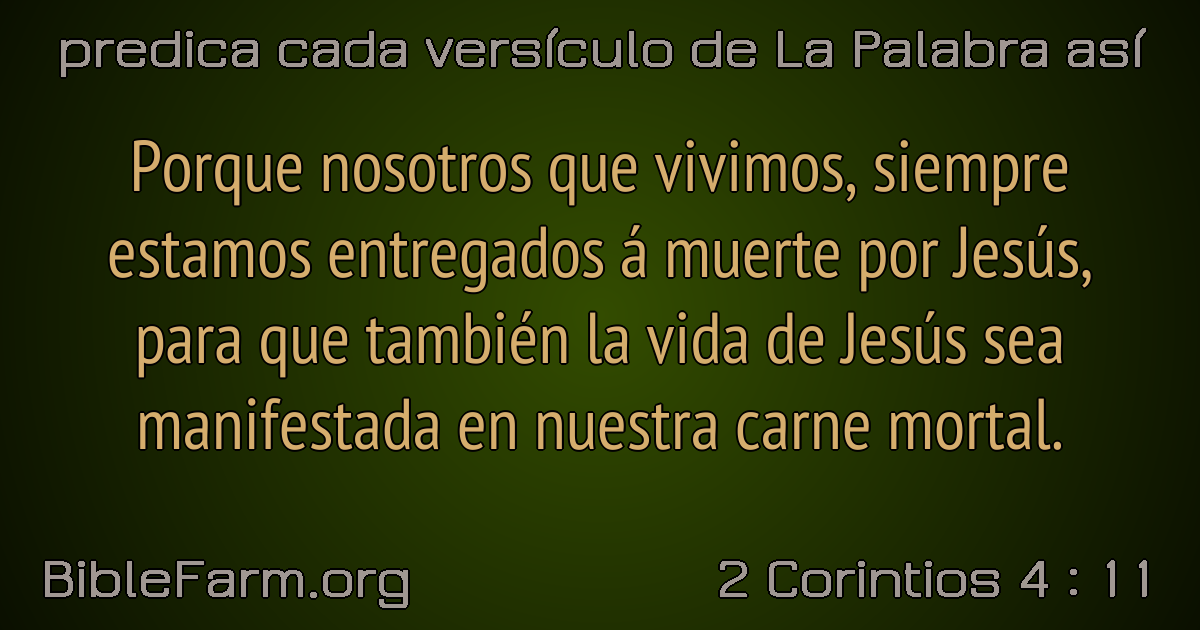 predica cada versículo de La Palabra así
Porque nosotros que vivimos, siempre
estamos entregados á muerte por Jesús,
para que también la vida de Jesús sea
manifestada en nuestra carne mortal.
BibleFarm.org
2 Corintios 4 : 11